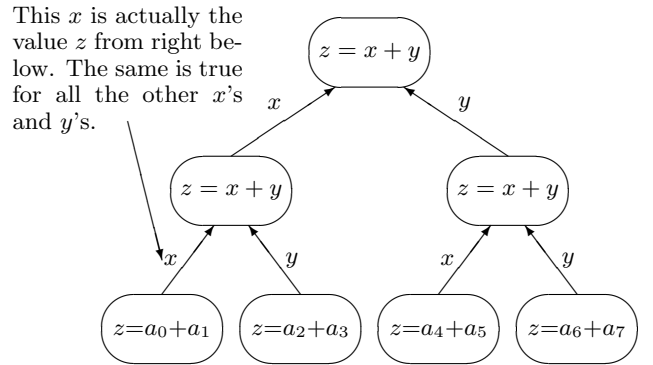 This x is actually the
value z from right be-
low. The same is true
for all the other x's
and y's.
z = x + y
x
y
z = x + y
z = x + y
x
y
x
y
z=a₀+a₁
z=a₂+a₃
z=a₄+a₅
z=a₆+a₇